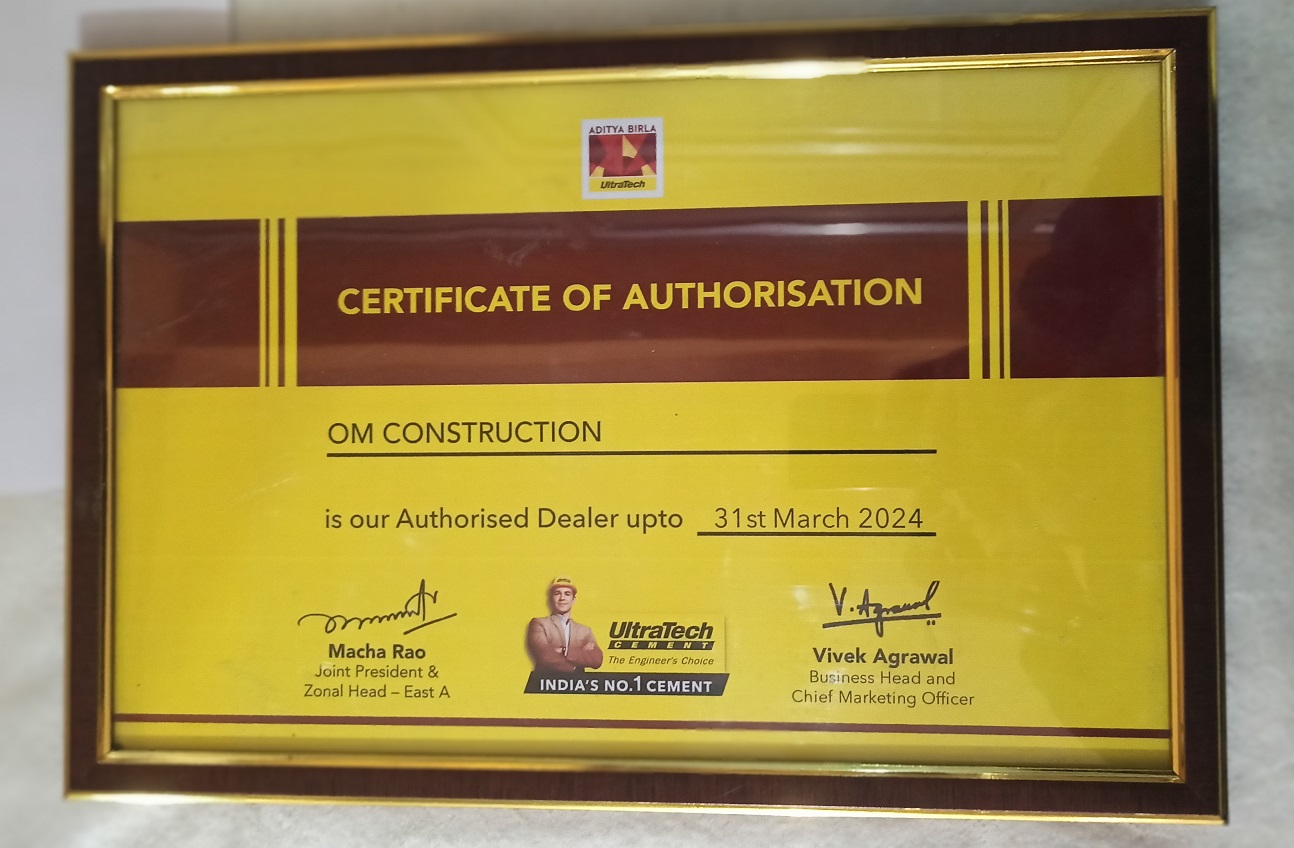 ADITYA BIRLA
UltraTech
CERTIFICATE OF AUTHORISATION
OM CONSTRUCTION
is our Authorised Dealer upto 31st March 2024
V. Agrawal
Macha Rao
Joint President &
Zonal Head – East A
UltraTech
CEMENT
The Engineer's Choice
INDIA'S NO.1 CEMENT
Vivek Agrawal
Business Head and
Chief Marketing Officer